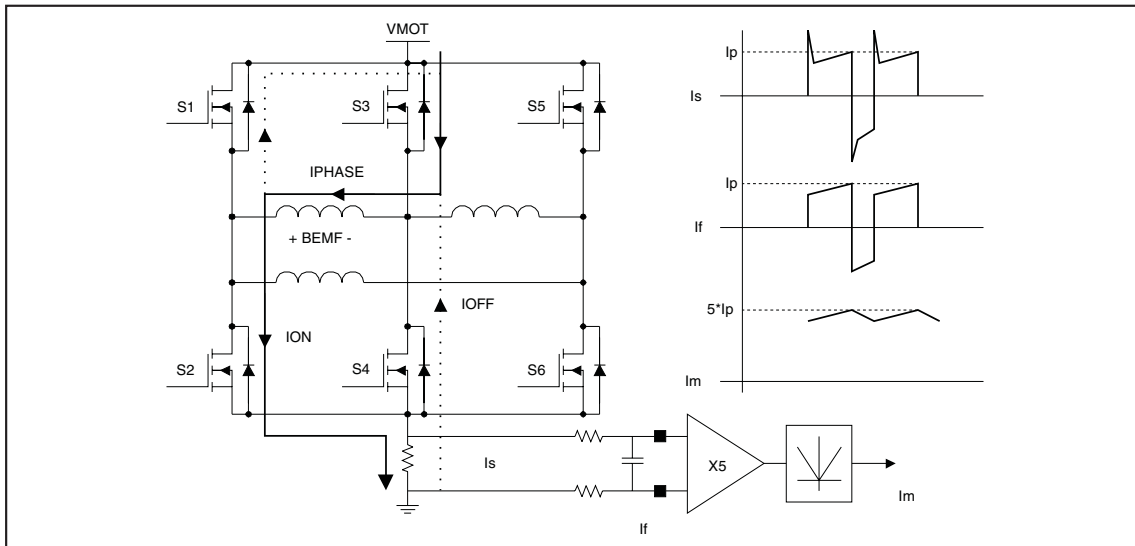 VMOT
S1
S3
S5
IPHASE
+ BEMF -
IOFF
ION
S2
S4
S6
Is
X5
If
Im
Ip
Is
Ip
If
5*Ip
Im